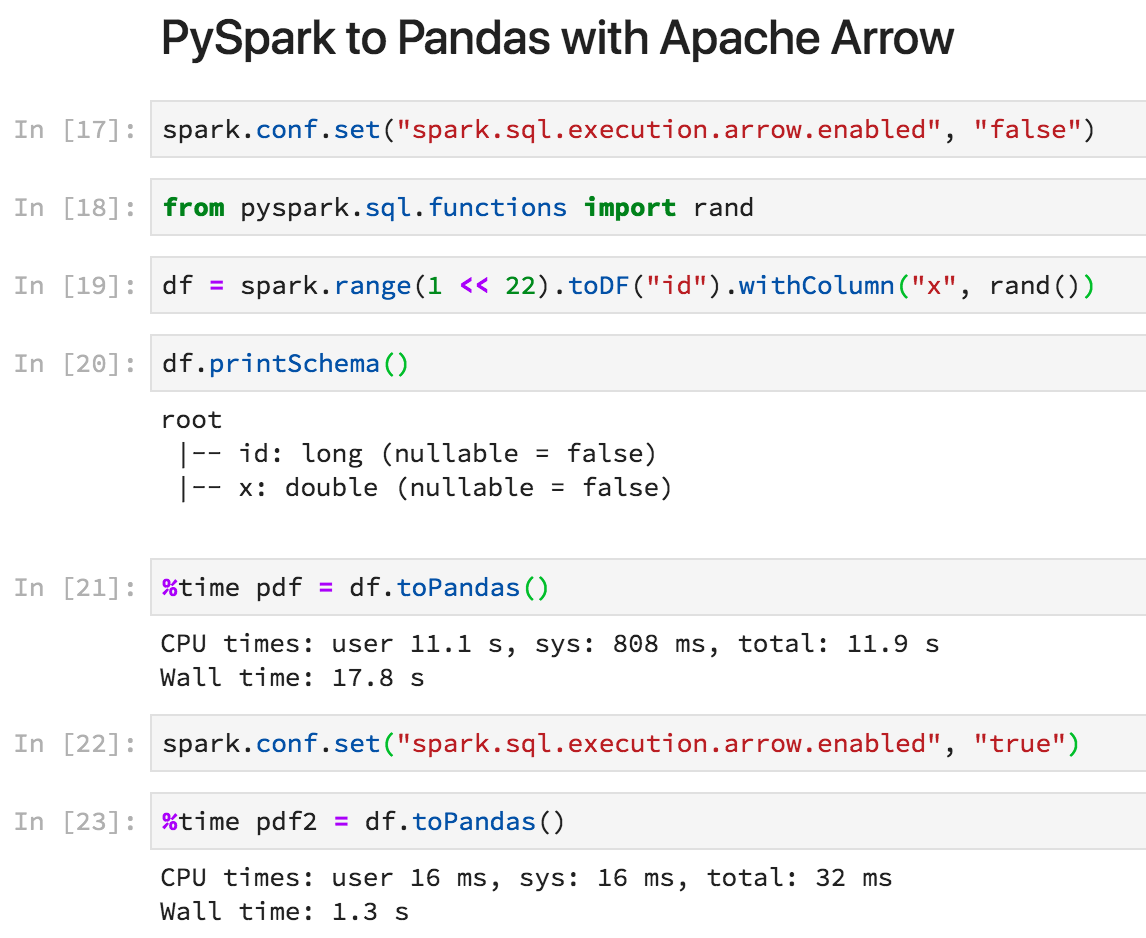 PySpark to Pandas with Apache Arrow
In [17]: spark.conf.set("spark.sql.execution.arrow.enabled", "false")
In [18]: from pyspark.sql.functions import rand
In [19]: df = spark.range(1 << 22).toDF("id").withColumn("x", rand())
In [20]: df.printSchema()
root
 |-- id: long (nullable = false)
 |-- x: double (nullable = false)
In [21]: %time pdf = df.toPandas()
CPU times: user 11.1 s, sys: 808 ms, total: 11.9 s
Wall time: 17.8 s
In [22]: spark.conf.set("spark.sql.execution.arrow.enabled", "true")
In [23]: %time pdf2 = df.toPandas()
CPU times: user 16 ms, sys: 16 ms, total: 32 ms
Wall time: 1.3 s